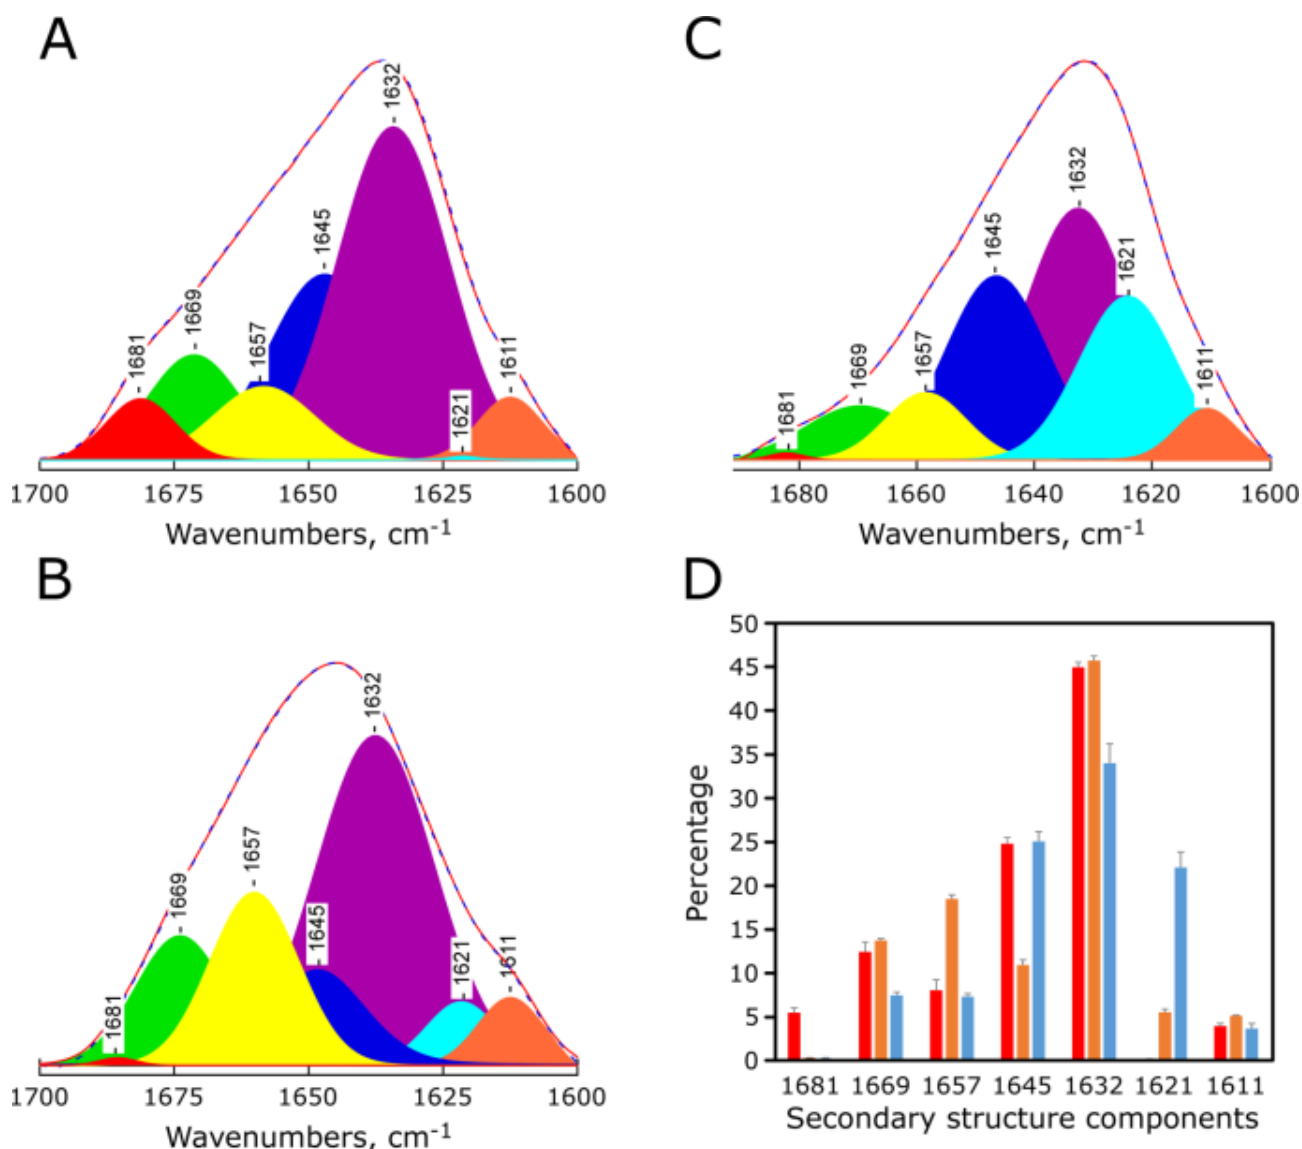 A
1681
1669
1657
1645
1632
1621
1611
1700 1675 1650 1625 1600
Wavenumbers, cm-1
C
1681
1669
1657
1645
1632
1621
1611
1680 1660 1640 1620 1600
Wavenumbers, cm-1
B
1681
1669
1657
1645
1632
1621
1611
1700 1675 1650 1625 1600
Wavenumbers, cm-1
D
Percentage
50
45
40
35
30
25
20
15
10
5
0
1681 1669 1657 1645 1632 1621 1611
Secondary structure components